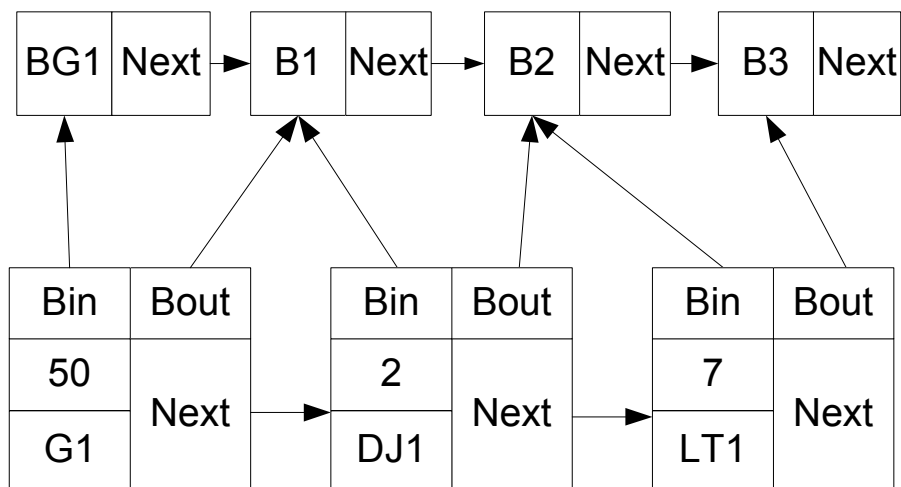 BG1 Next B1 Next B2 Next B3 Next
Bin Bout Bin Bout Bin Bout
50 2 7
Next Next Next
G1 DJ1 LT1